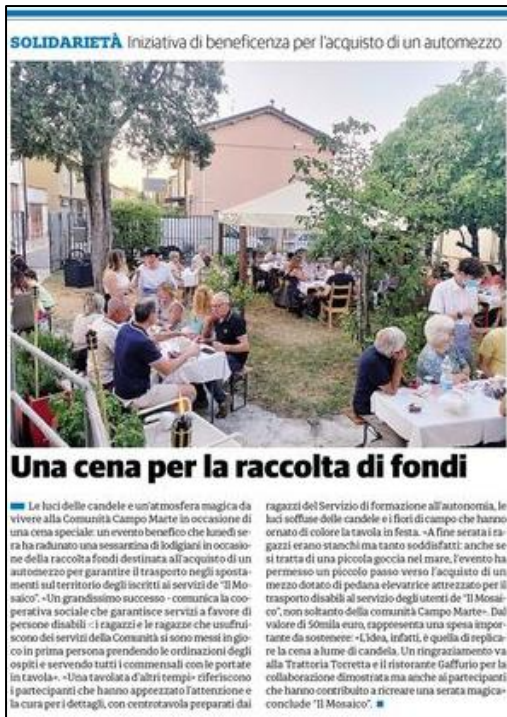 SOLIDARIETÀ Iniziativa di beneficenza per l'acquisto di un automezzo
Una cena per la raccolta di fondi
Le luci delle candele e un'atmosfera magica da
vivere alla Comunità Campo Marte in occasione di
una cena speciale: un evento benefico che lunedì se-
ra ha radunato una sessantina di lodigiani in occasio-
ne della raccolta fondi destinata all'acquisto di un
automezzo per garantire il trasporto negli sposta-
menti sul territorio degli iscritti ai servizi de "Il Mo-
saico". «Un grandissimo successo - comunica la coo-
perativa sociale che garantisce servizi a favore di
persone disabili -: i ragazzi e le ragazze che usufrui-
scono dei servizi della Comunità si sono messi in gio-
co in prima persona prendendo le ordinazioni degli
ospiti e servendo tutti i commensali con le portate
in tavola». «Una tavolata d'altri tempi» riferiscono
i partecipanti che hanno apprezzato l'attenzione e
la cura per i dettagli, con centrotavola preparati dai
ragazzi del Servizio di formazione all'autonomia, le
luci soffuse delle candele e i fiori di campo che hanno
ornato di colore la tavola in festa. «A fine serata i ra-
gazzi erano stanchi ma tanto soddisfatti: anche se
si tratta di una piccola goccia nel mare, l'evento ha
permesso un piccolo passo verso l'acquisto di un
mezzo dotato di pedana elevatrice attrezzato per il
trasporto disabili al servizio degli utenti de "Il Mosai-
co", non soltanto della comunità Campo Marte». Dal
valore di 50mila euro, rappresenta una spesa impor-
tante da sostenere: «L'idea, infatti, è quella di replica-
re la cena a lume di candela. Un ringraziamento va
alla Trattoria Torretta e il ristorante Gaffurio per la
collaborazione dimostrata ma anche ai partecipanti
che hanno contribuito a ricreare una serata magica»
conclude "Il Mosaico".